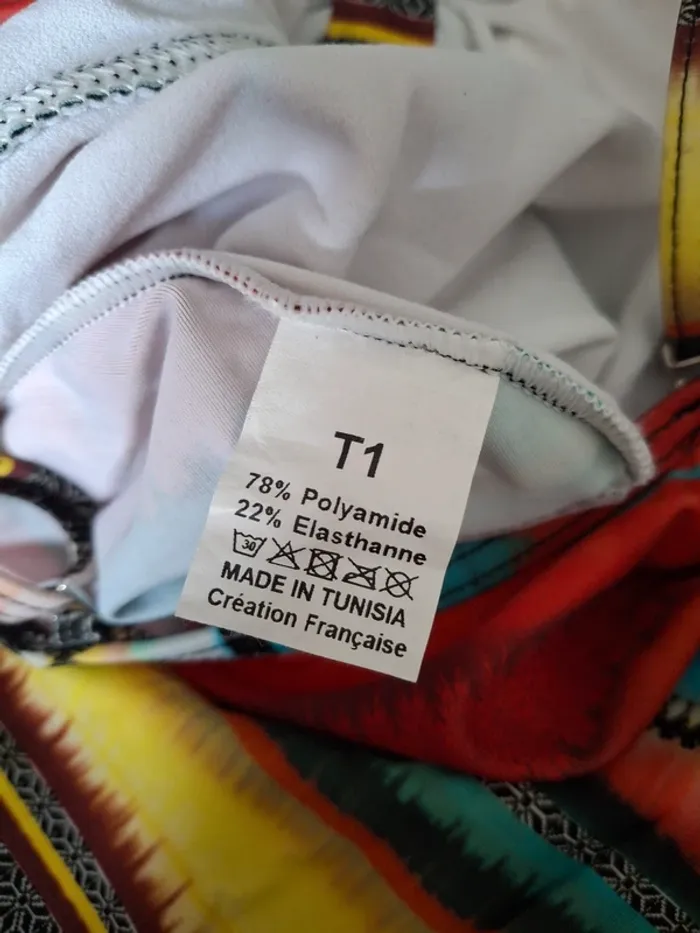 T1
78% Polyamide
22% Elasthanne
30
MADE IN TUNISIA
Création Française